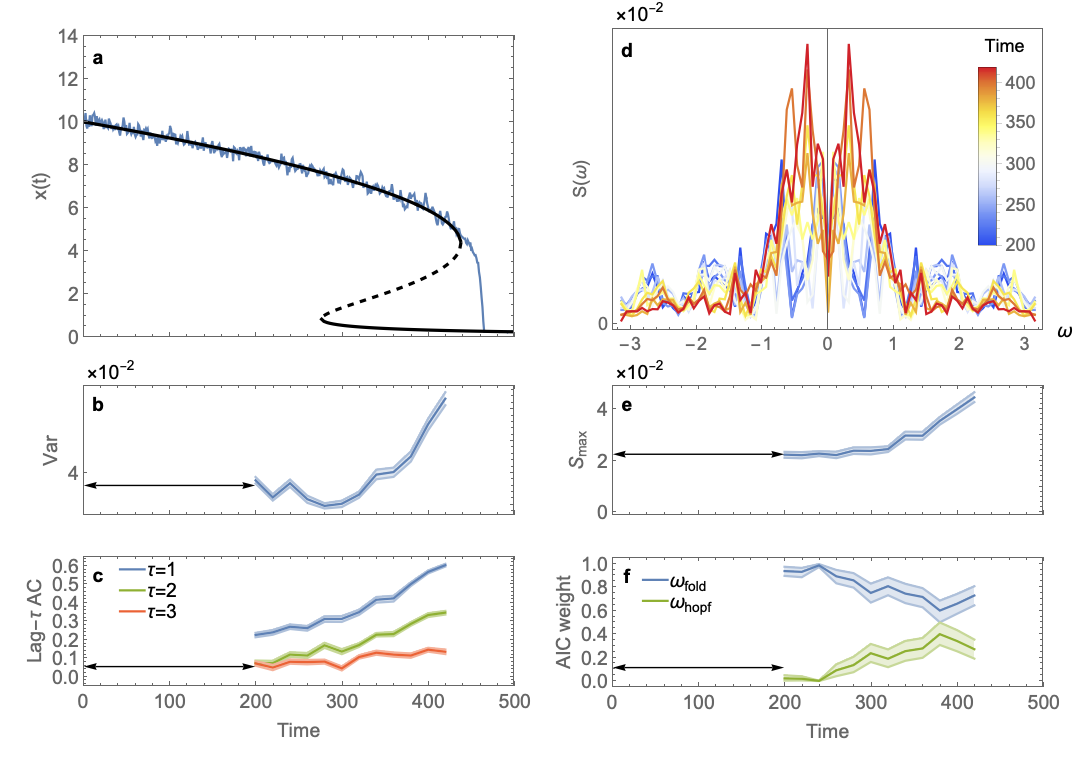 a
x(t)
14
12
10
8
6
4
2
0
×10⁻²
b
Var
4
c
Lag−τ AC
0.6
0.5
0.4
0.3
0.2
0.1
0.0
τ=1
τ=2
τ=3
0 100 200 300 400 500
Time
×10⁻²
d
S(ω)
0
−3 −2 −1 0 1 2 3
ω
Time
400
350
300
250
200
×10⁻²
e
Smax
4
2
0
f
AIC weight
1.0
0.8
0.6
0.4
0.2
0.0
ωfold
ωhopf
0 100 200 300 400 500
Time